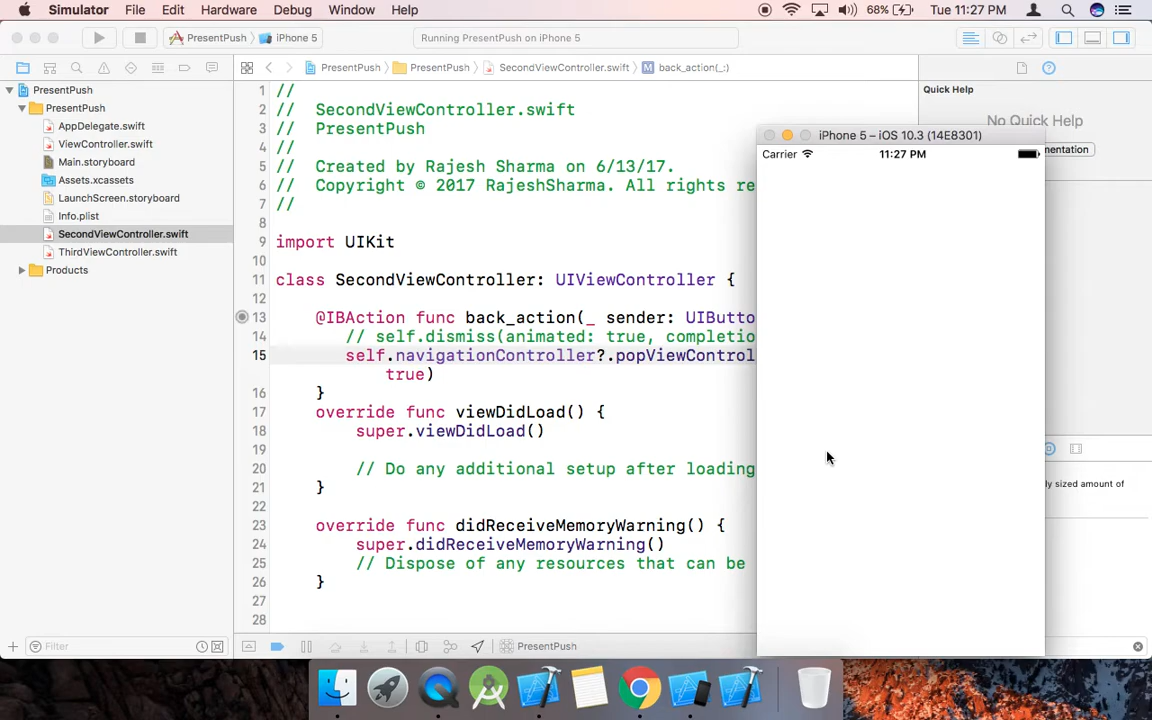 Simulator File Edit Hardware Debug Window Help 68% Tue 11:27 PM
PresentPush iPhone 5 Running PresentPush on iPhone 5
PresentPush PresentPush SecondViewController.swift M back_action(_:)
PresentPush
PresentPush
AppDelegate.swift
ViewController.swift
Main.storyboard
Assets.xcassets
LaunchScreen.storyboard
Info.plist
SecondViewController.swift
ThirdViewController.swift
Products
1 //
2 // SecondViewController.swift
3 // PresentPush
4 //
5 // Created by Rajesh Sharma on 6/13/17.
6 // Copyright © 2017 RajeshSharma. All rights re
7 //
8
9 import UIKit
10
11 class SecondViewController: UIViewController {
12
13 @IBAction func back_action(_ sender: UIButto
14 // self.dismiss(animated: true, completio
15 self.navigationController?.popViewControl
true)
16 }
17 override func viewDidLoad() {
18 super.viewDidLoad()
19
20 // Do any additional setup after loading
21 }
22
23 override func didReceiveMemoryWarning() {
24 super.didReceiveMemoryWarning()
25 // Dispose of any resources that can be
26 }
27
28
Quick Help
No Quick Help
mentation
iPhone 5 – iOS 10.3 (14E8301)
Carrier 11:27 PM
ly sized amount of
Filter
PresentPush